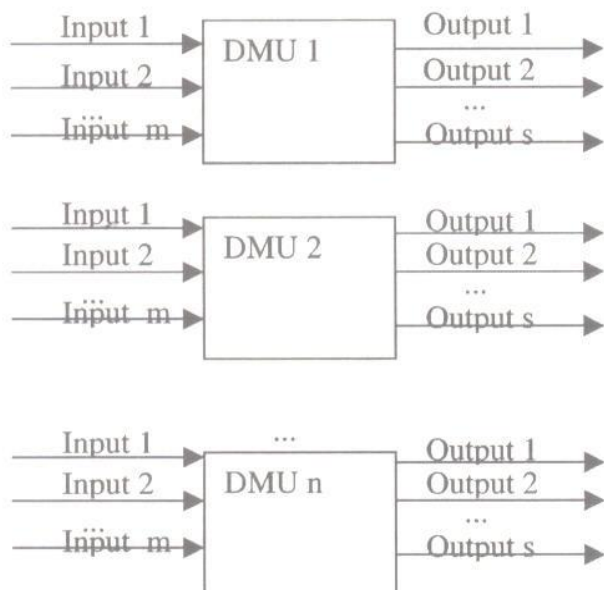 Input 1
Input 2
...
Input m
DMU 1
Output 1
Output 2
...
Output s
Input 1
Input 2
...
Input m
DMU 2
Output 1
Output 2
...
Output s
...
Input 1
Input 2
...
Input m
DMU n
Output 1
Output 2
...
Output s